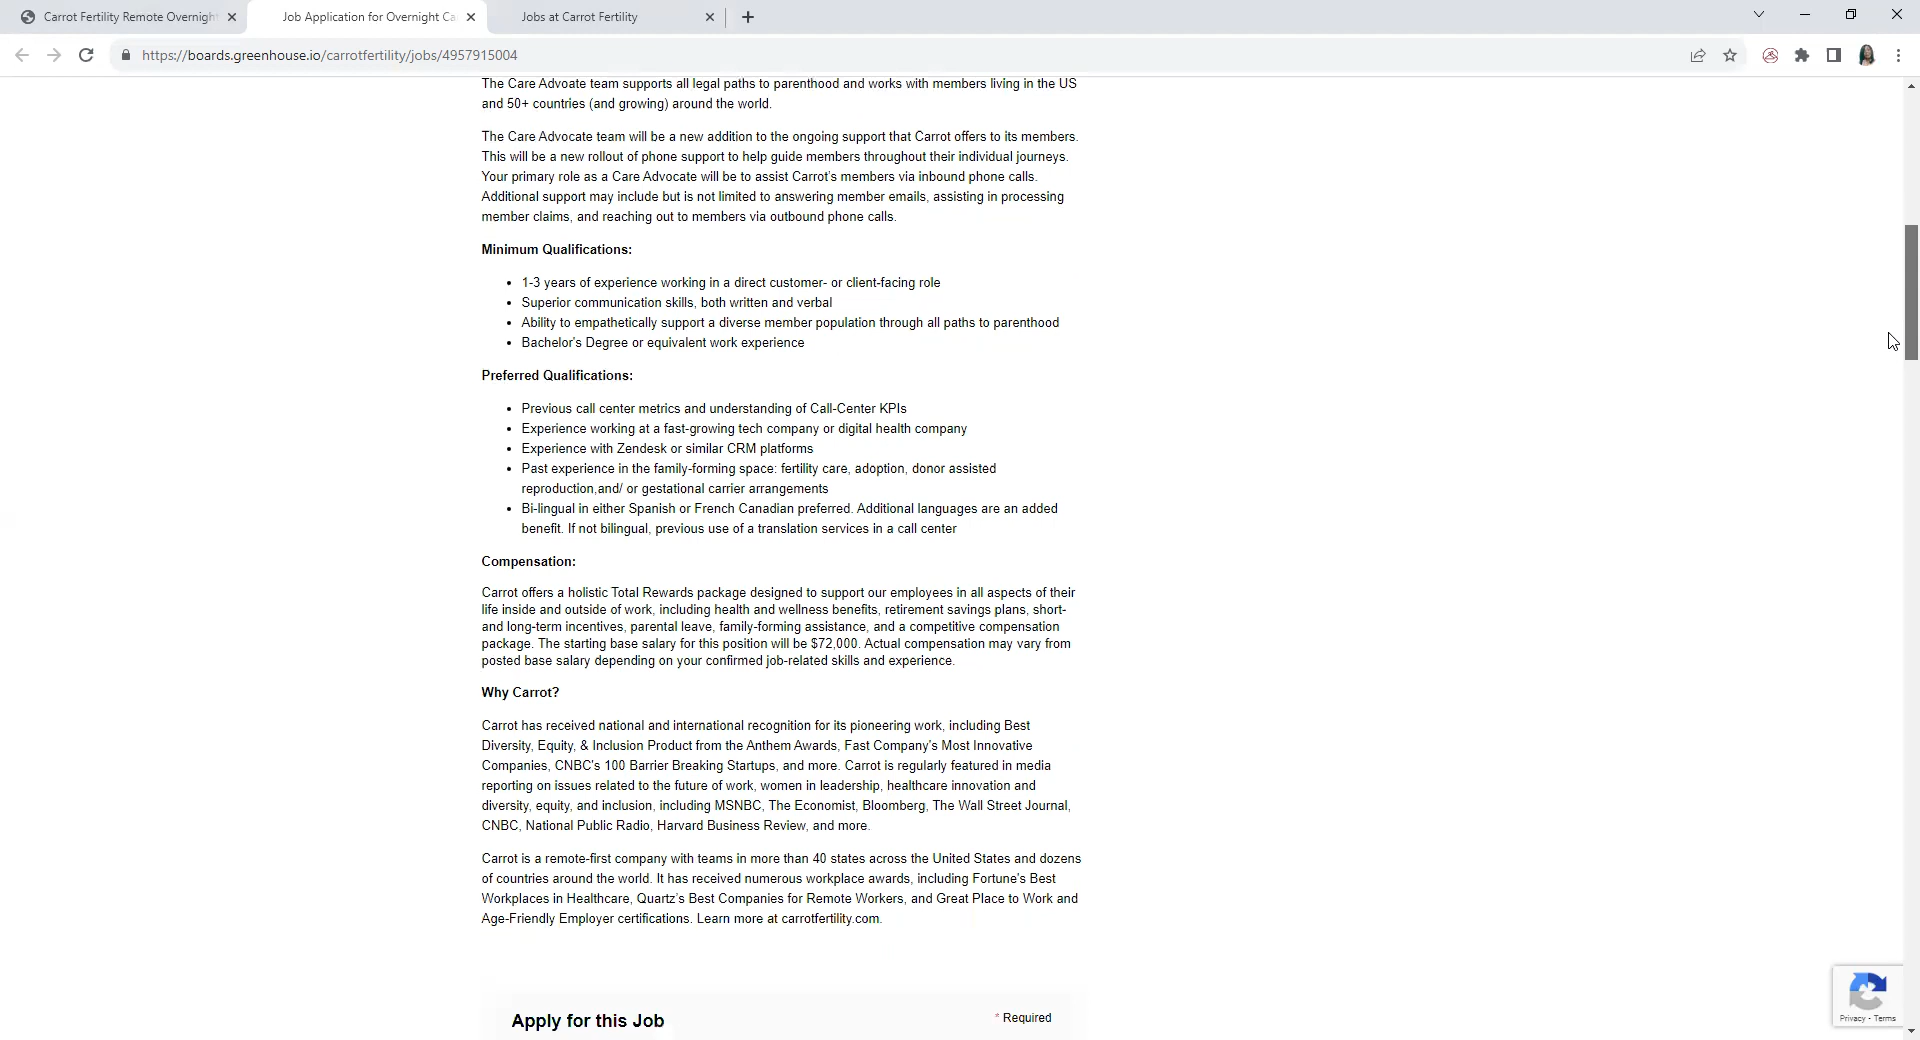 Carrot Fertility Remote Overnight
Job Application for Overnight Ca
Jobs at Carrot Fertility
https://boards.greenhouse.io/carrotfertility/jobs/4957915004
The Care Advoate team supports all legal paths to parenthood and works with members living in the US
and 50+ countries (and growing) around the world.
The Care Advocate team will be a new addition to the ongoing support that Carrot offers to its members.
This will be a new rollout of phone support to help guide members throughout their individual journeys.
Your primary role as a Care Advocate will be to assist Carrot's members via inbound phone calls.
Additional support may include but is not limited to answering member emails, assisting in processing
member claims, and reaching out to members via outbound phone calls.
Minimum Qualifications:
• 1-3 years of experience working in a direct customer- or client-facing role
• Superior communication skills, both written and verbal
• Ability to empathetically support a diverse member population through all paths to parenthood
• Bachelor's Degree or equivalent work experience
Preferred Qualifications:
• Previous call center metrics and understanding of Call-Center KPIs
• Experience working at a fast-growing tech company or digital health company
• Experience with Zendesk or similar CRM platforms
• Past experience in the family-forming space: fertility care, adoption, donor assisted
reproduction,and/ or gestational carrier arrangements
• Bi-lingual in either Spanish or French Canadian preferred. Additional languages are an added
benefit. If not bilingual, previous use of a translation services in a call center
Compensation:
Carrot offers a holistic Total Rewards package designed to support our employees in all aspects of their
life inside and outside of work, including health and wellness benefits, retirement savings plans, short-
and long-term incentives, parental leave, family-forming assistance, and a competitive compensation
package. The starting base salary for this position will be $72,000. Actual compensation may vary from
posted base salary depending on your confirmed job-related skills and experience.
Why Carrot?
Carrot has received national and international recognition for its pioneering work, including Best
Diversity, Equity, & Inclusion Product from the Anthem Awards, Fast Company's Most Innovative
Companies, CNBC's 100 Barrier Breaking Startups, and more. Carrot is regularly featured in media
reporting on issues related to the future of work, women in leadership, healthcare innovation and
diversity, equity, and inclusion, including MSNBC, The Economist, Bloomberg, The Wall Street Journal,
CNBC, National Public Radio, Harvard Business Review, and more.
Carrot is a remote-first company with teams in more than 40 states across the United States and dozens
of countries around the world. It has received numerous workplace awards, including Fortune's Best
Workplaces in Healthcare, Quartz's Best Companies for Remote Workers, and Great Place to Work and
Age-Friendly Employer certifications. Learn more at carrotfertility.com.
Apply for this Job
* Required
Privacy - Terms